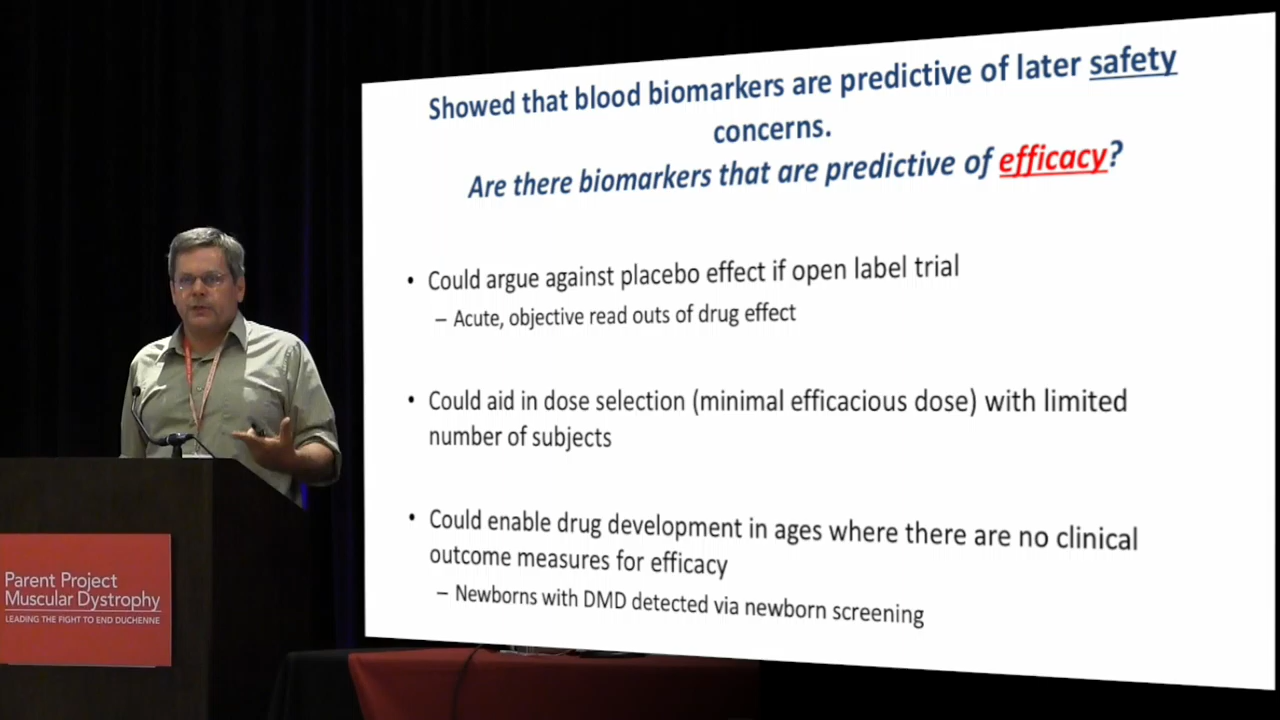 Showed that blood biomarkers are predictive of later safety
concerns.
Are there biomarkers that are predictive of efficacy?
• Could argue against placebo effect if open label trial
– Acute, objective read outs of drug effect
• Could aid in dose selection (minimal efficacious dose) with limited
number of subjects
• Could enable drug development in ages where there are no clinical
outcome measures for efficacy
– Newborns with DMD detected via newborn screening
Parent Project
Muscular Dystrophy
LEADING THE FIGHT TO END DUCHENNE